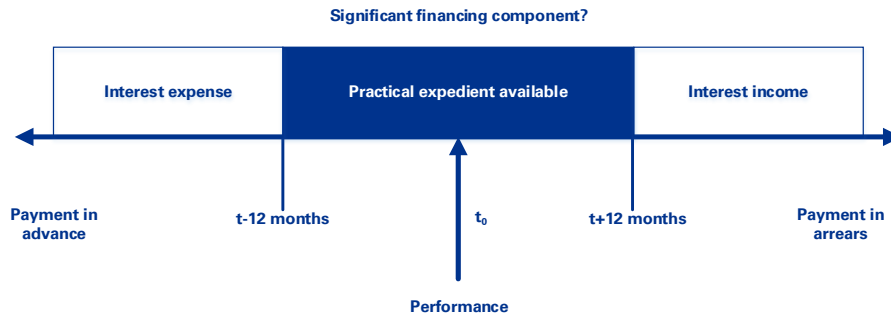 Significant financing component?
Interest expense
Practical expedient available
Interest income
Payment in
advance
t-12 months
t₀
t+12 months
Payment in
arrears
Performance